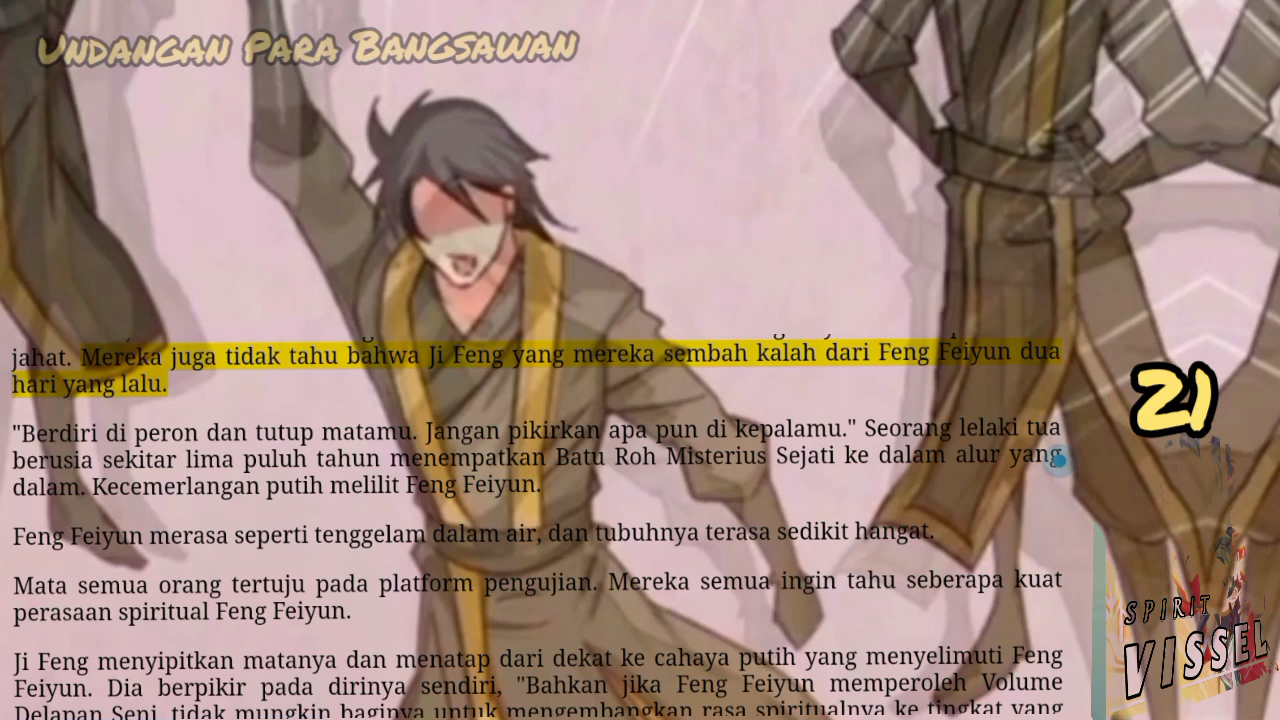 Undangan Para Bangsawan
jahat. Mereka juga tidak tahu bahwa Ji Feng yang mereka sembah kalah dari Feng Feiyun dua
hari yang lalu.
"Berdiri di peron dan tutup matamu. Jangan pikirkan apa pun di kepalamu." Seorang lelaki tua
berusia sekitar lima puluh tahun menempatkan Batu Roh Misterius Sejati ke dalam alur yang
dalam. Kecemerlangan putih melilit Feng Feiyun.
Feng Feiyun merasa seperti tenggelam dalam air, dan tubuhnya terasa sedikit hangat.
Mata semua orang tertuju pada platform pengujian. Mereka semua ingin tahu seberapa kuat
perasaan spiritual Feng Feiyun.
Ji Feng menyipitkan matanya dan menatap dari dekat ke cahaya putih yang menyelimuti Feng
Feiyun. Dia berpikir pada dirinya sendiri, "Bahkan jika Feng Feiyun memperoleh Volume
Delapan Seni, tidak mungkin baginya untuk mengembangkan rasa spiritualnya ke tingkat yang
21
SPIRIT
VISSEL